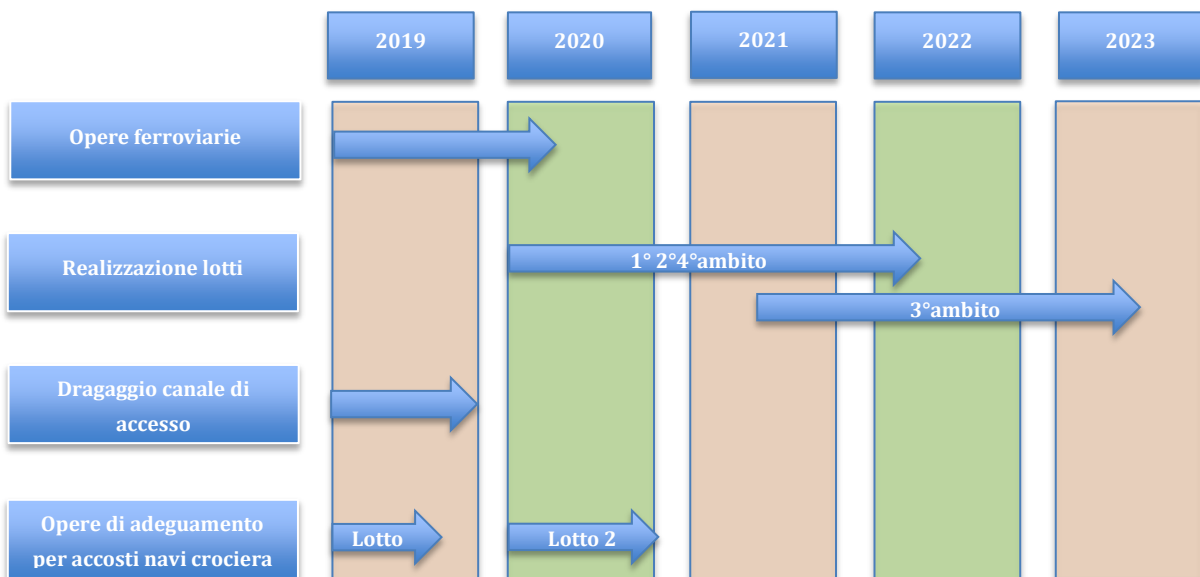 2019
2020
2021
2022
2023
Opere ferroviarie
Realizzazione lotti
1° 2°4°ambito
3°ambito
Dragaggio canale di
accesso
Opere di adeguamento
per accosti navi crociera
Lotto
Lotto 2